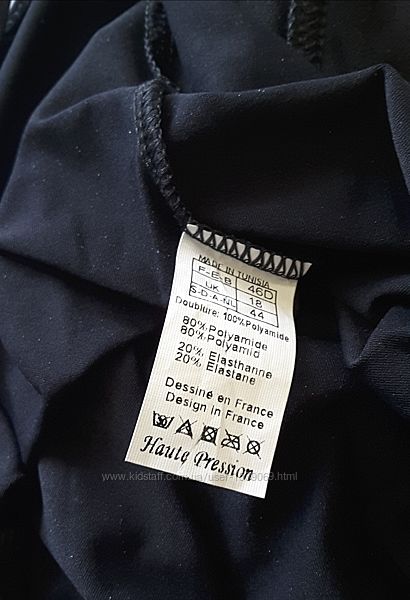 MADE IN TUNISIA
F-E-B 46D
UK 18
S-D-A-NL 44
Doublure: 100%Polyamide
80% Polyamide
80% Polyamid
20% Elasthanne
20% Elastane
Dessiné en France
Design in France
Haute Pression